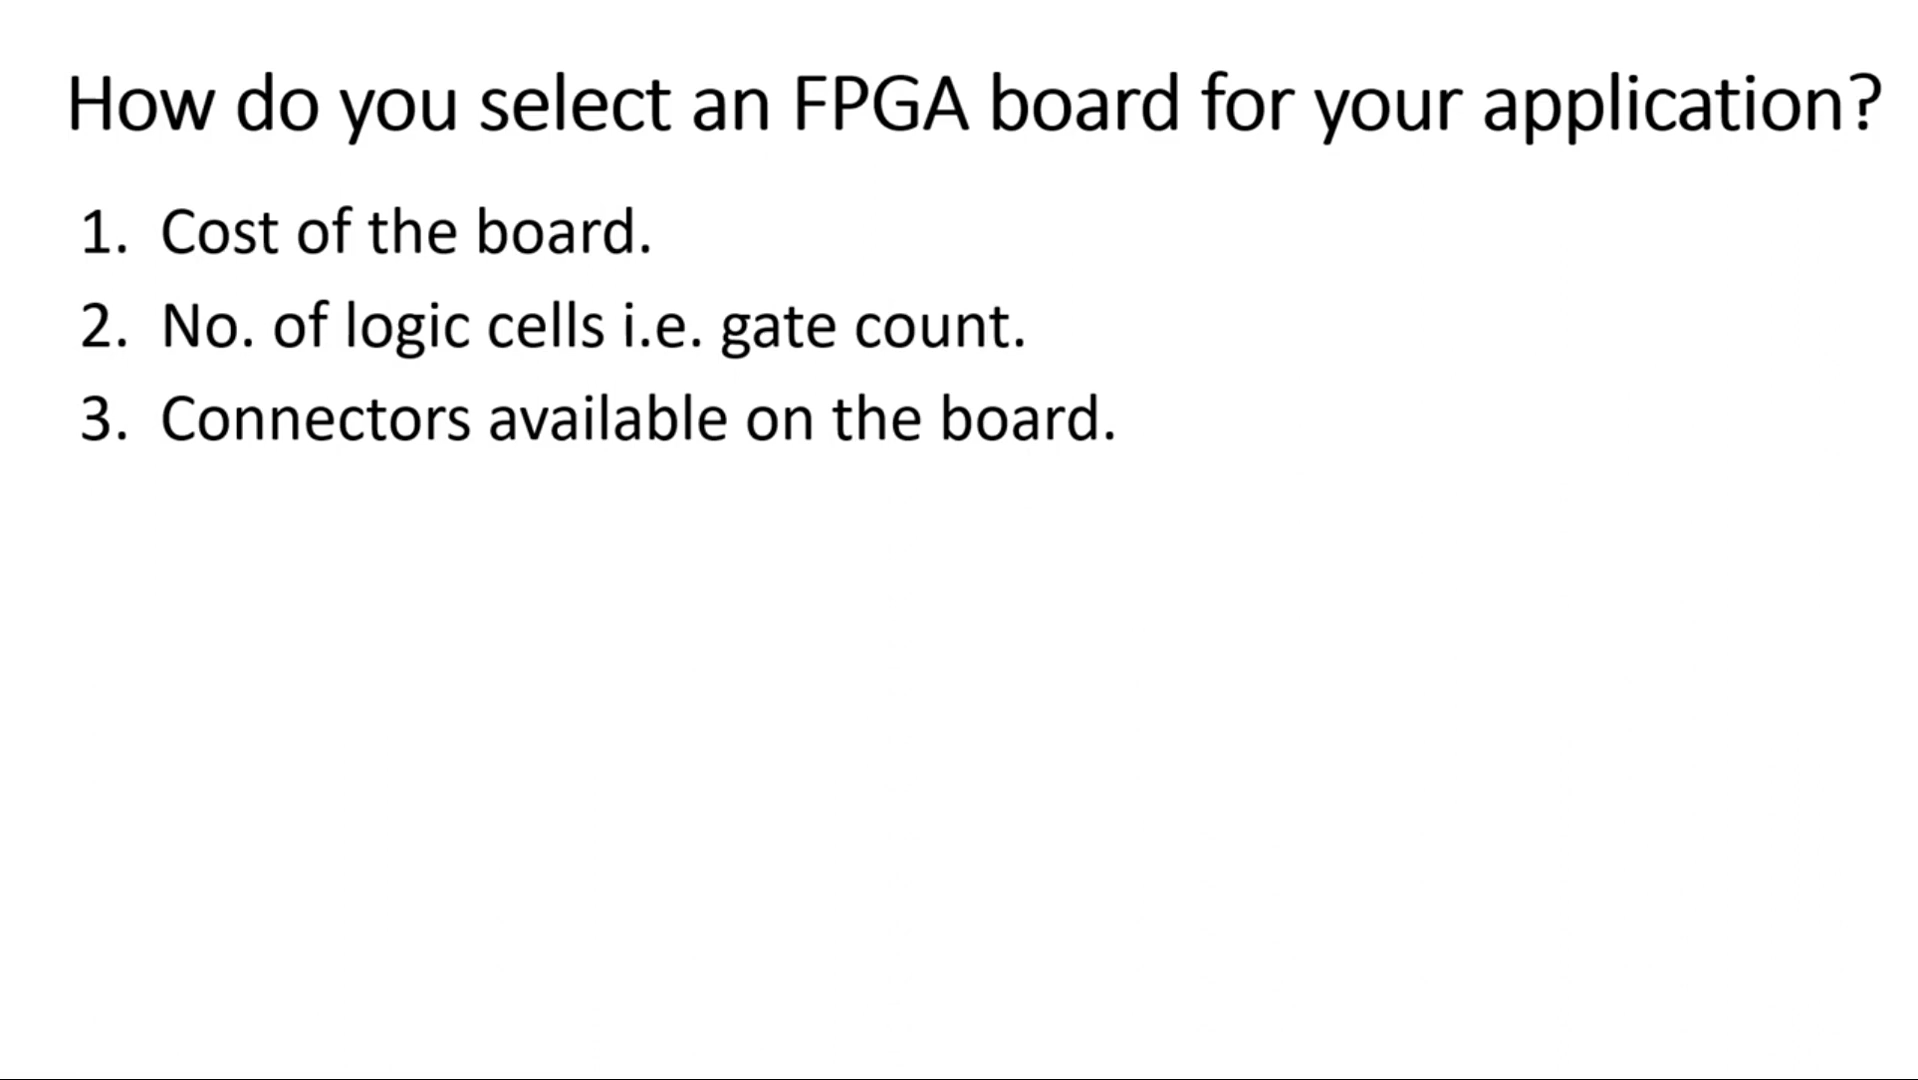 How do you select an FPGA board for your application?
1. Cost of the board.
2. No. of logic cells i.e. gate count.
3. Connectors available on the board.